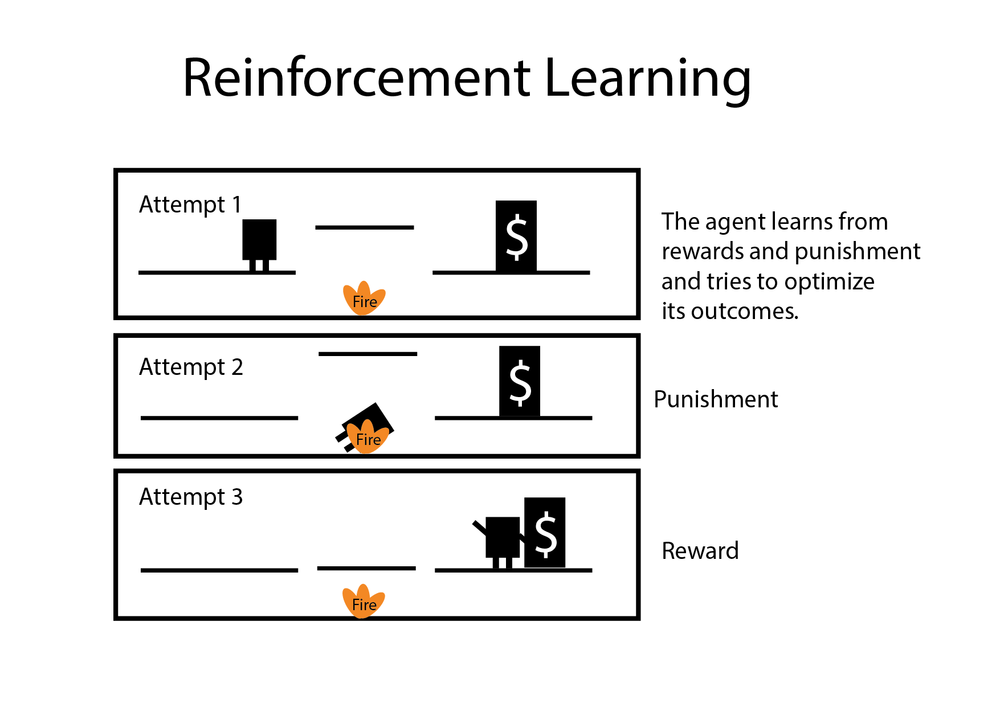 Reinforcement Learning
Attempt 1
$
Fire
The agent learns from
rewards and punishment
and tries to optimize
its outcomes.
Attempt 2
$
Fire
Punishment
Attempt 3
$
Fire
Reward